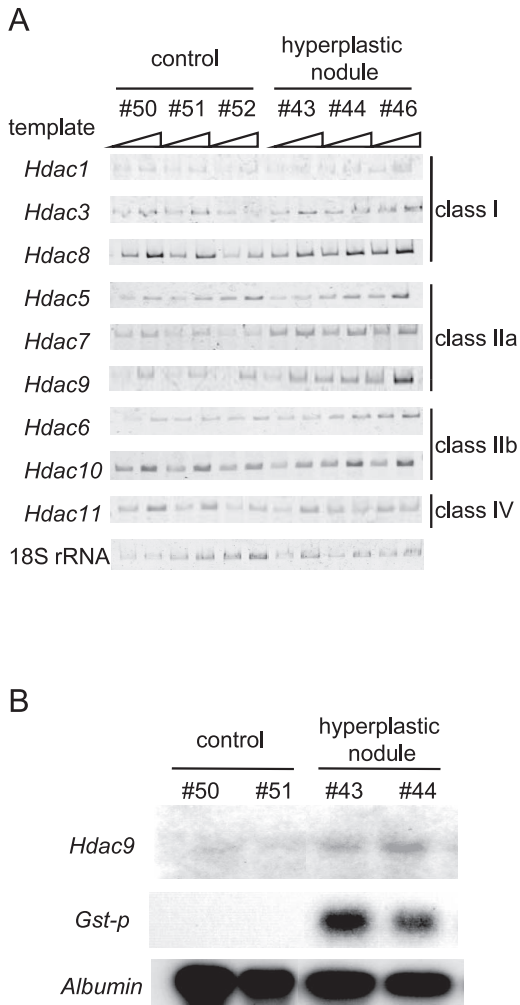 A
control
hyperplastic
nodule
#50 #51 #52 #43 #44 #46
template
Hdac1
Hdac3
Hdac8
class I
Hdac5
Hdac7
Hdac9
class IIa
Hdac6
Hdac10
class IIb
Hdac11
class IV
18S rRNA
B
control
hyperplastic
nodule
#50 #51 #43 #44
Hdac9
Gst-p
Albumin